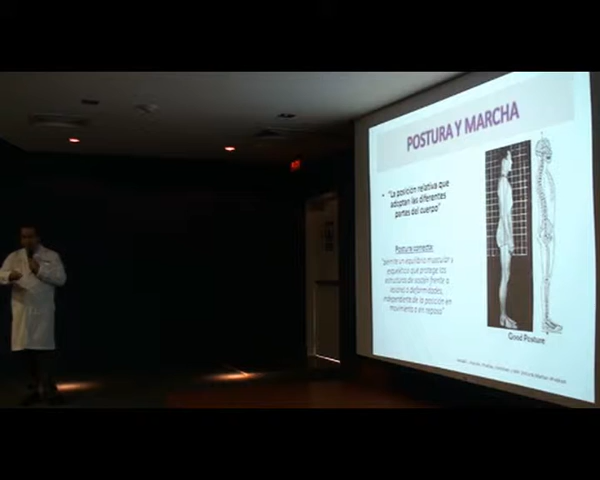 POSTURA Y MARCHA
• "La posición relativa que
adoptan las diferentes
partes del cuerpo"
Postura correcta:
"permite un equilibrio muscular y
esquelético que protege las
estructuras de sostén frente a
lesiones o deformidades,
independiente de la posición en
movimiento o en reposo"
Good Posture